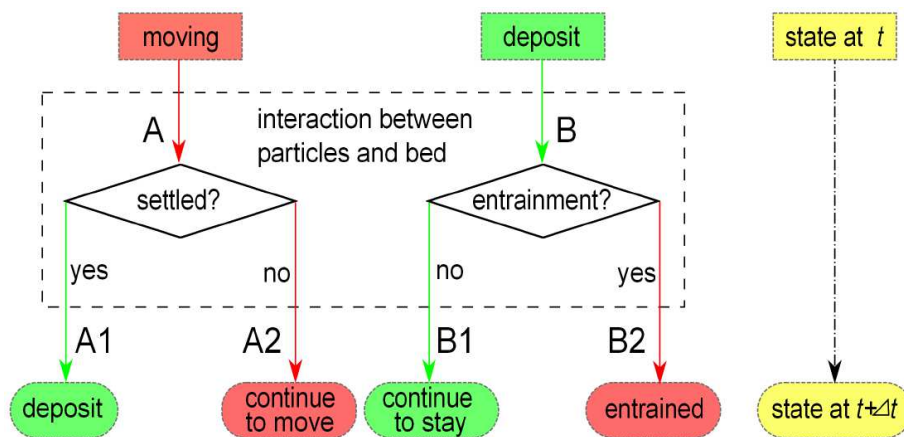 moving
deposit
state at t
A
interaction between
particles and bed
B
settled?
entrainment?
yes
no
no
yes
A1
A2
B1
B2
deposit
continue
to move
continue
to stay
entrained
state at t+Δt